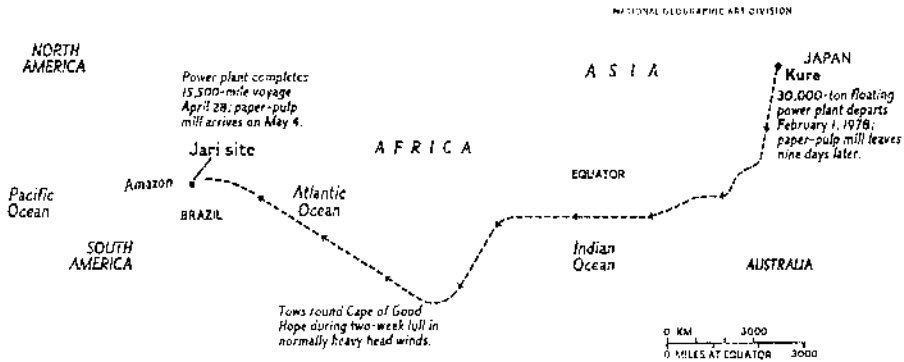 NATIONAL GEOGRAPHIC ART DIVISION
NORTH
AMERICA
Power plant completes
15,500-mile voyage
April 28; paper-pulp
mill arrives on May 4.
Jari site
AFRICA
ASIA
JAPAN
Kure
30,000-ton floating
power plant departs
February 1, 1978;
paper-pulp mill leaves
nine days later.
Pacific
Ocean
Amazon
BRAZIL
Atlantic
Ocean
EQUATOR
SOUTH
AMERICA
Indian
Ocean
AUSTRALIA
Tows round Cape of Good
Hope during two-week lull in
normally heavy head winds.
0 KM 3000
0 MILES AT EQUATOR 3000